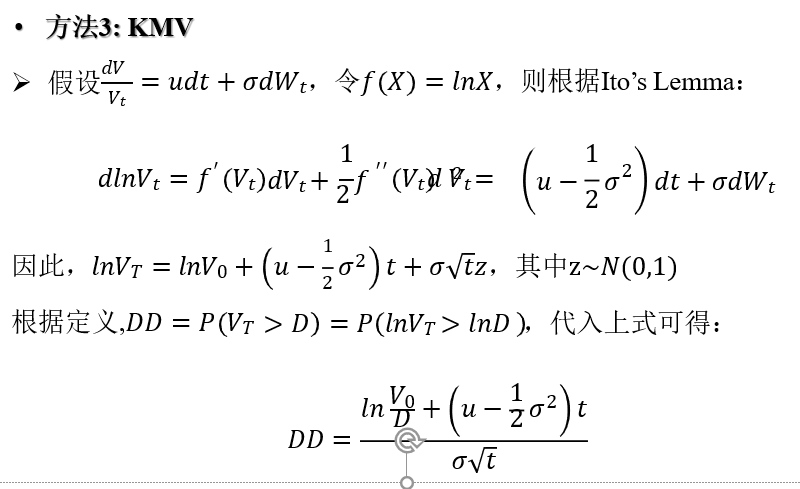 • 方法3: KMV
➢ 假设$\frac{dV}{V_t} = udt + \sigma dW_t$，令$f(X) = lnX$，则根据Ito’s Lemma：
$dlnV_t = f'(V_t)dV_t + \frac{1}{2}f''(V_t)d^2V_t = \left(u - \frac{1}{2}\sigma^2\right)dt + \sigma dW_t$
因此，$lnV_T = lnV_0 + \left(u - \frac{1}{2}\sigma^2\right)t + \sigma\sqrt{t}z$，其中z~$N(0,1)$
根据定义,$DD = P(V_T > D) = P(lnV_T > lnD)$，代入上式可得：
$DD = \frac{ln\frac{V_0}{D} + \left(u - \frac{1}{2}\sigma^2\right)t}{\sigma\sqrt{t}}$